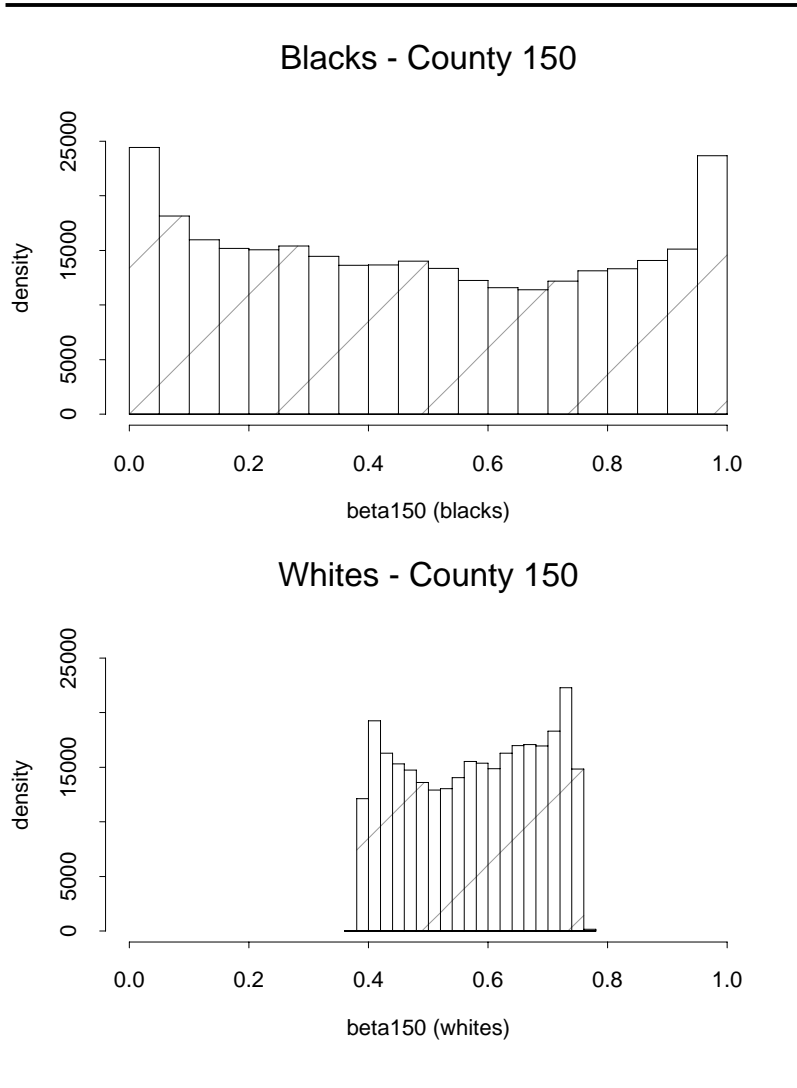 Blacks - County 150
25000
15000
density
5000
0
0.0 0.2 0.4 0.6 0.8 1.0
beta150 (blacks)
Whites - County 150
25000
15000
density
5000
0
0.0 0.2 0.4 0.6 0.8 1.0
beta150 (whites)